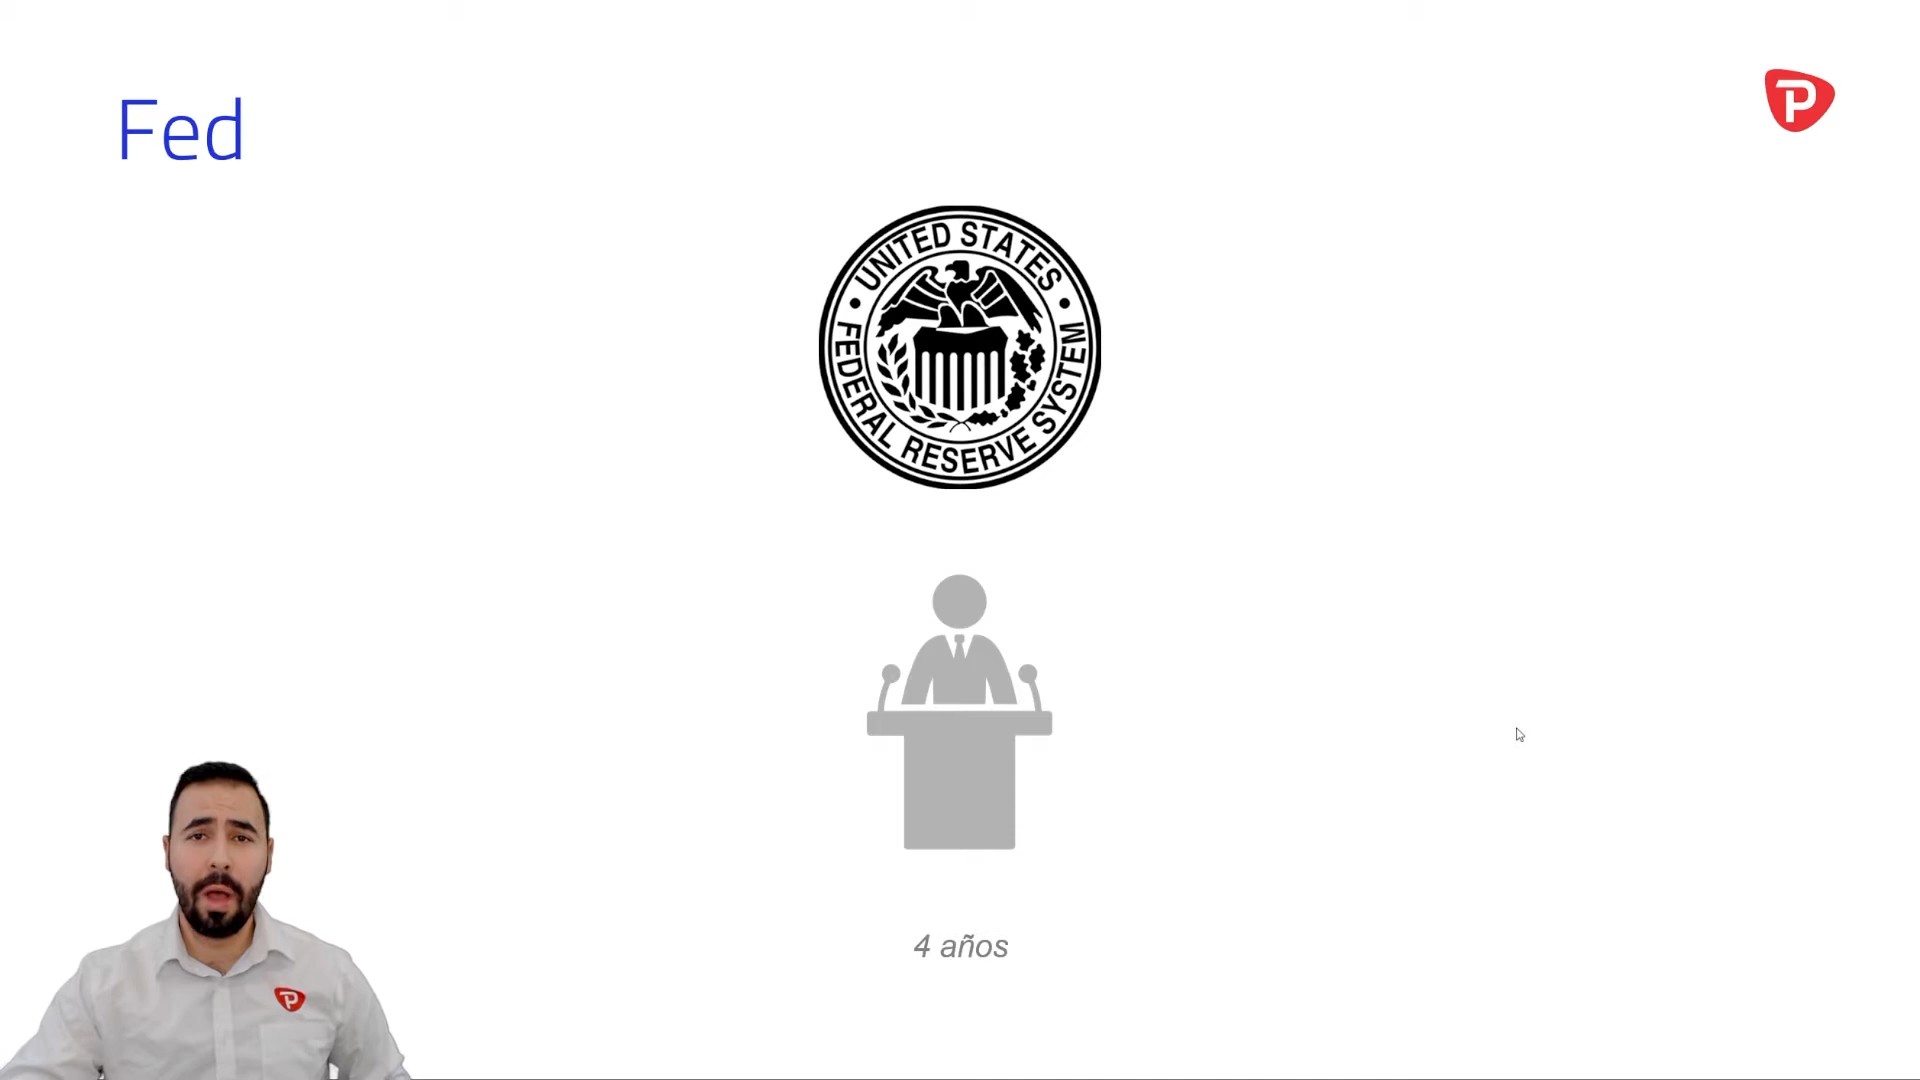 Fed
P
UNITED STATES
FEDERAL RESERVE SYSTEM
4 años
P